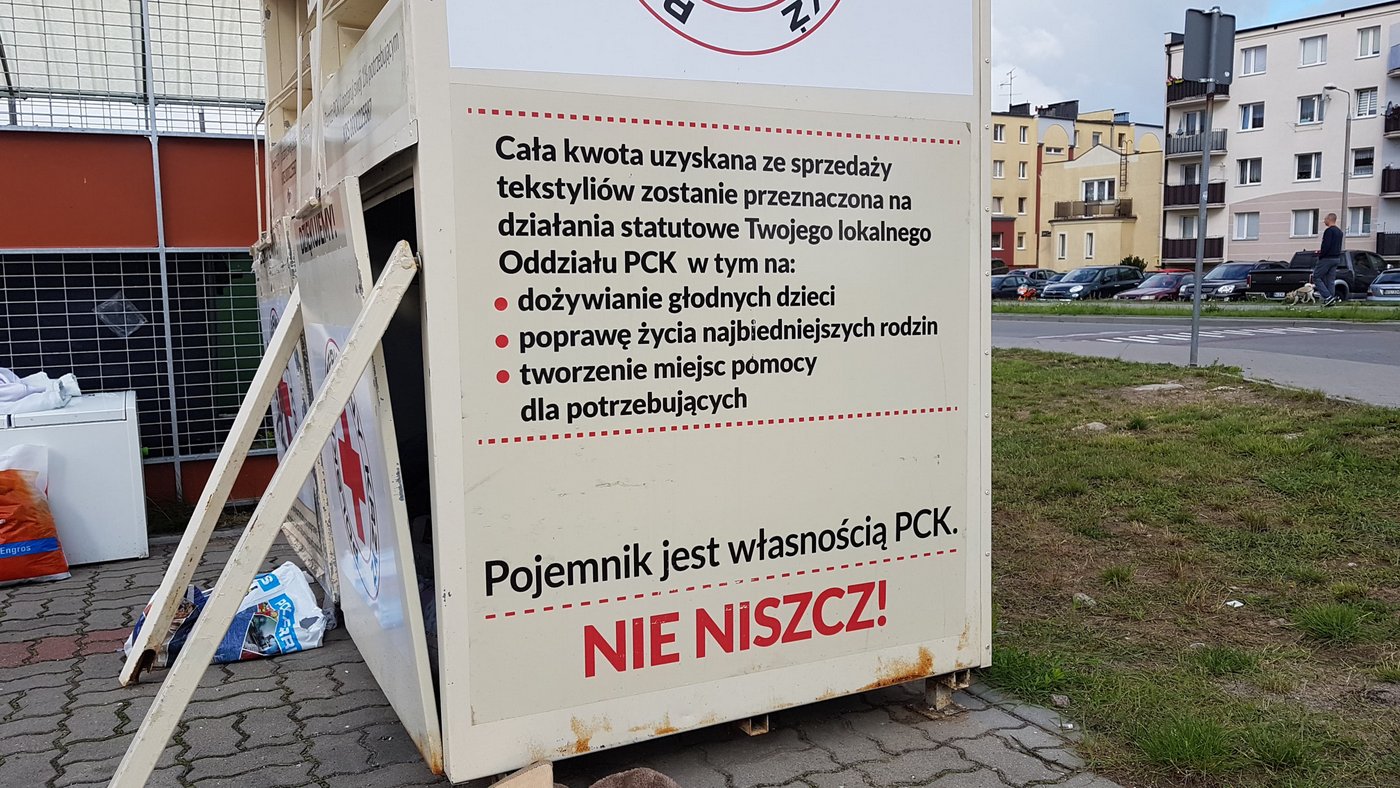 Cała kwota uzyskana ze sprzedaży
tekstyliów zostanie przeznaczona na
działania statutowe Twojego lokalnego
Oddziału PCK w tym na:
dożywianie głodnych dzieci
poprawę życia najbiedniejszych rodzin
tworzenie miejsc pomocy
dla potrzebujących
Pojemnik jest własnością PCK.
NIE NISZCZ!
Engros